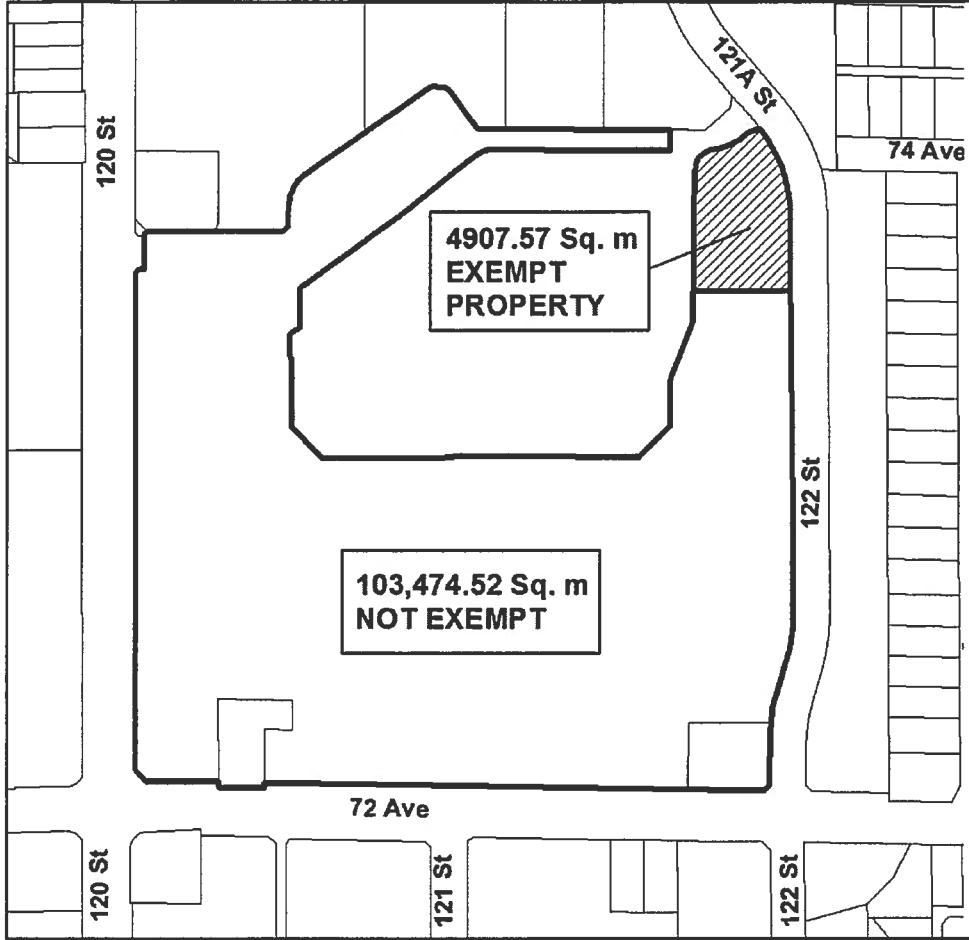 121A St
120 St
74 Ave
4907.57 Sq. m
EXEMPT
PROPERTY
122 St
103,474.52 Sq. m
NOT EXEMPT
72 Ave
120 St
121 St
122 St